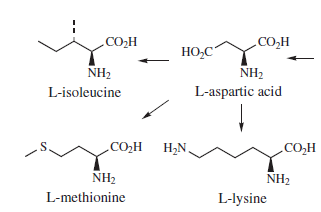 CO₂H HO₂C CO₂H
NH₂ NH₂
L-isoleucine L-aspartic acid
S CO₂H H₂N CO₂H
NH₂ NH₂
L-methionine L-lysine